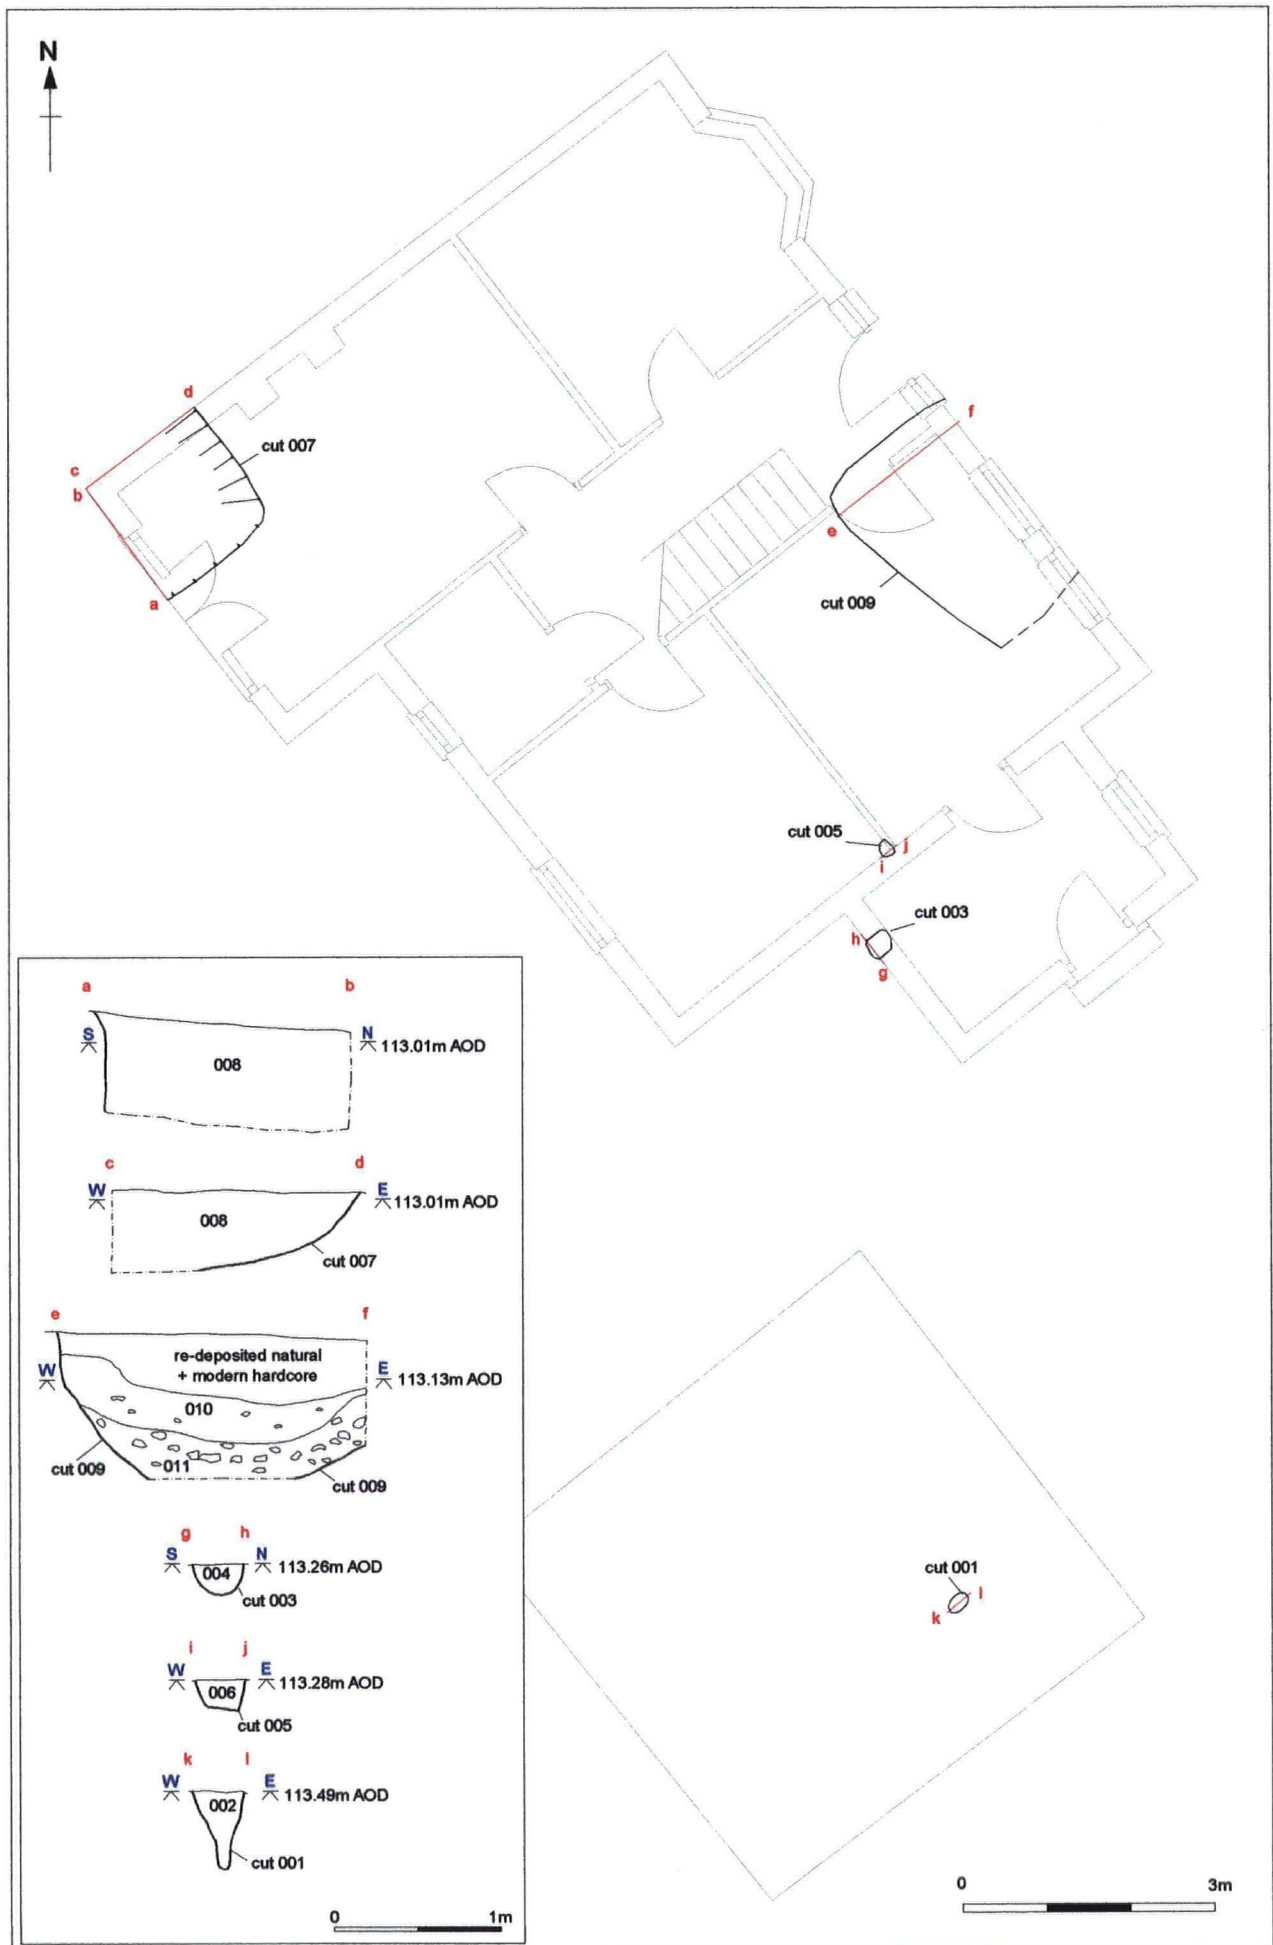 N
d
cut 007
c
b
a
f
e
cut 009
cut 005
j
i
cut 003
h
g
a
b
S
N
113.01m AOD
008
c
d
W
E
113.01m AOD
008
cut 007
e
f
re-deposited natural
+ modern hardcore
W
E
113.13m AOD
010
cut 009
011
cut 009
g
h
S
N
113.26m AOD
004
cut 003
i
j
W
E
113.28m AOD
006
cut 005
k
l
W
E
113.49m AOD
002
cut 001
0
1m
cut 001
l
k
0
3m